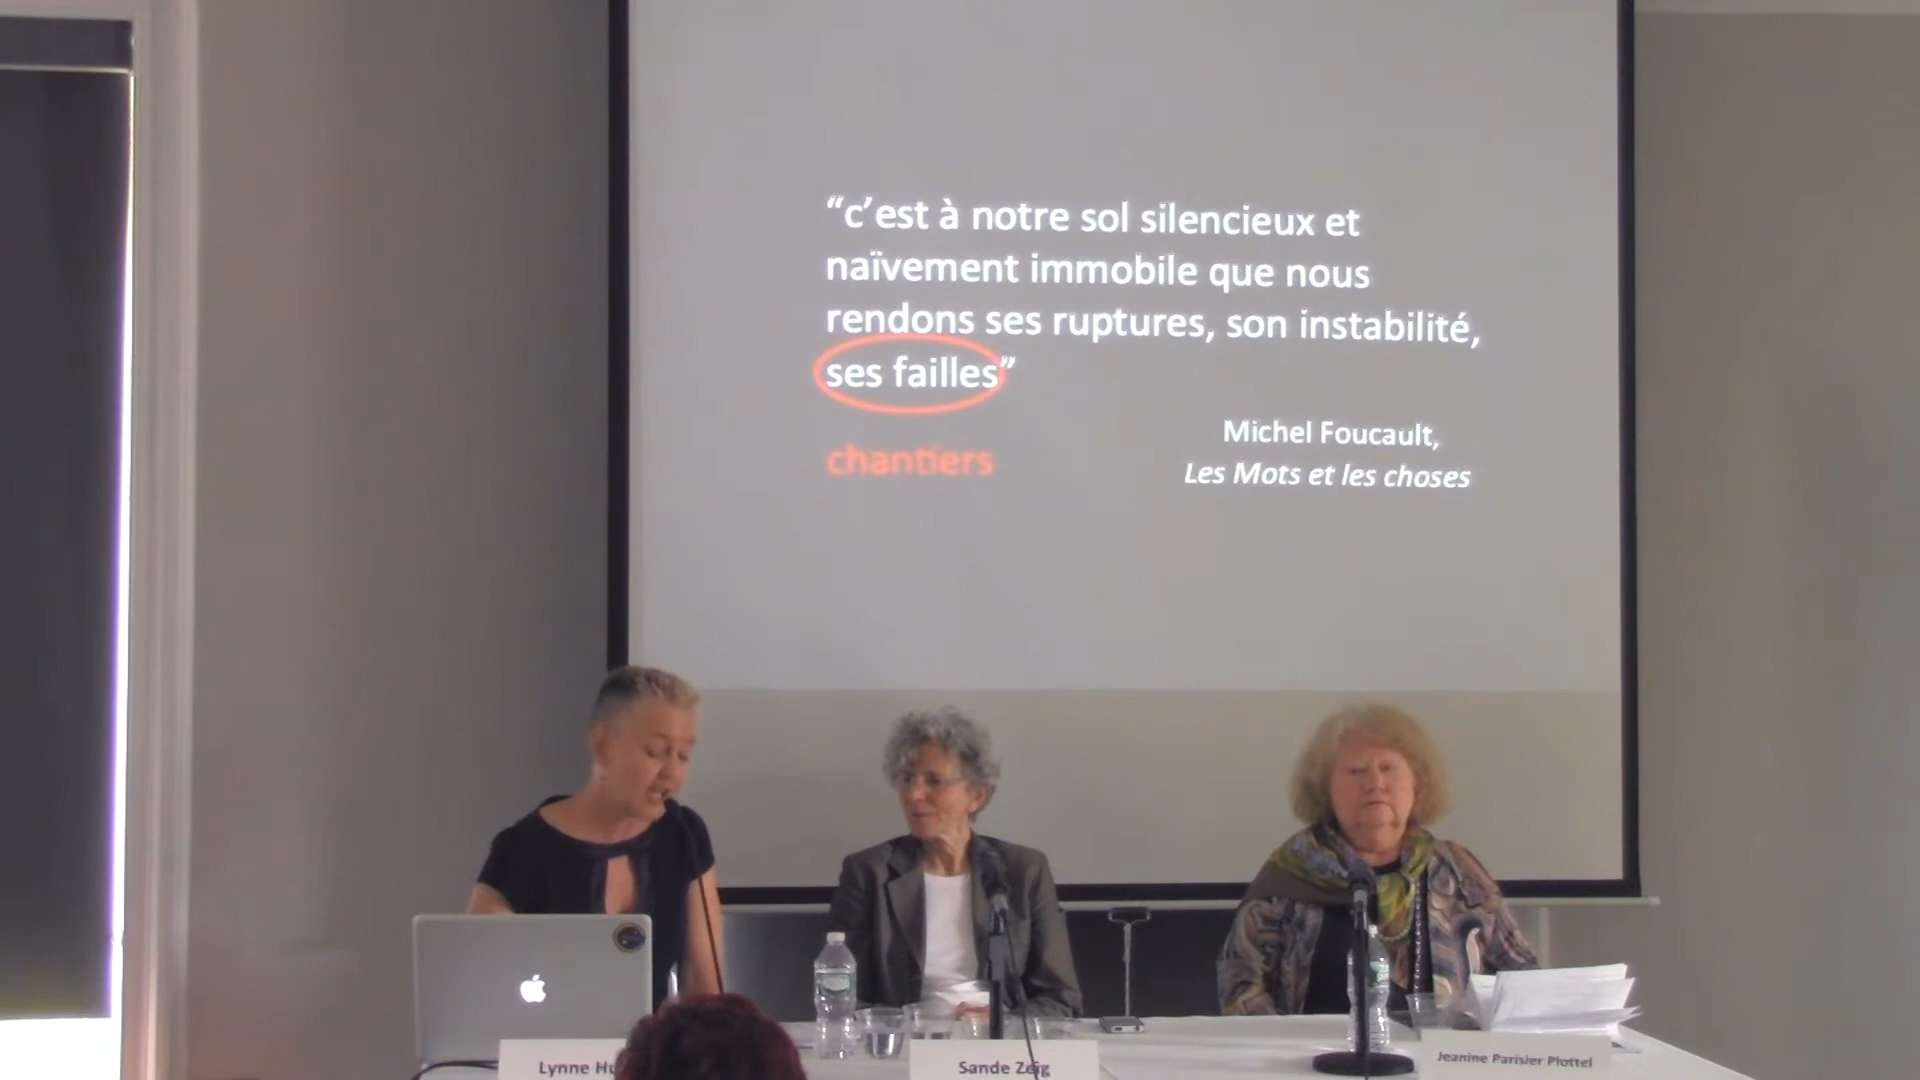 “c’est à notre sol silencieux et
naïvement immobile que nous
rendons ses ruptures, son instabilité,
ses failles”
chantiers
Michel Foucault,
Les Mots et les choses
Lynne
Sande Zeig
Jeanine Parisier Plottel